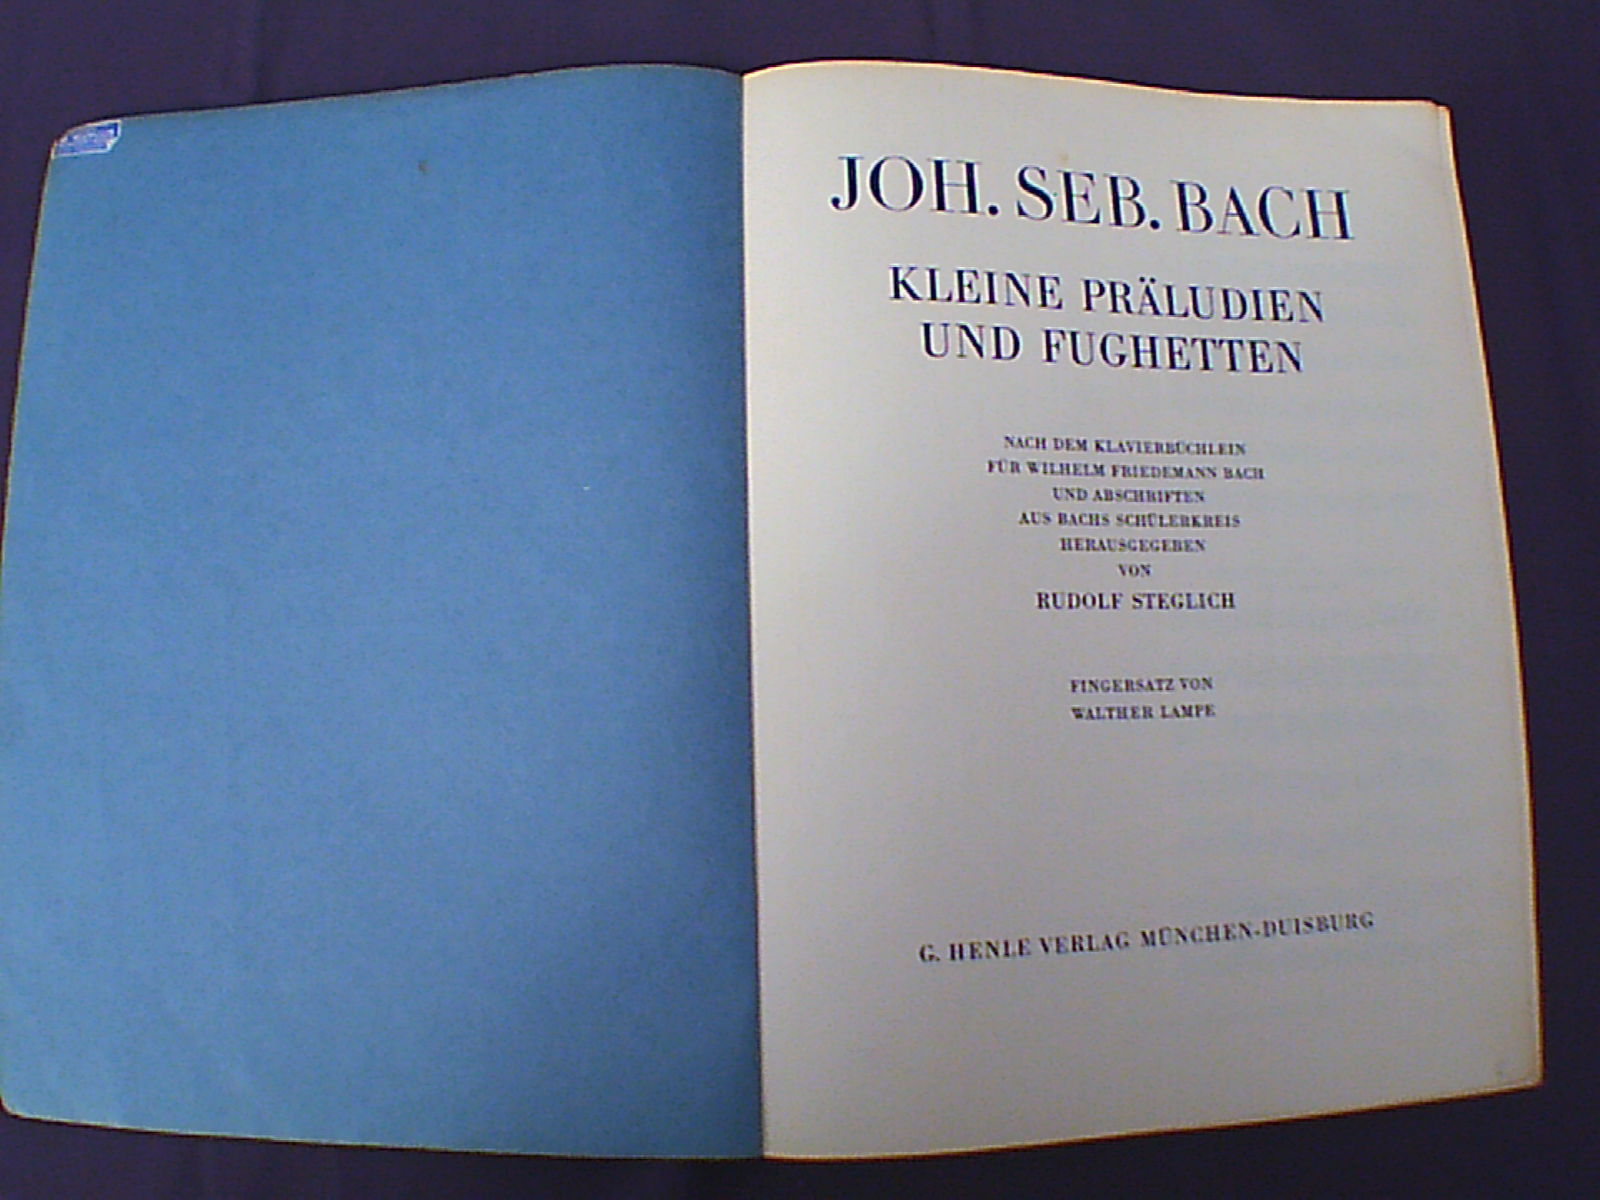 JOH. SEB. BACH
KLEINE PRÄLUDIEN
UND FUGHETTEN
NACH DEM KLAVIERBÜCHLEIN
FÜR WILHELM FRIEDEMANN BACH
UND ABSCHRIFTEN
AUS BACHS SCHÜLERKREIS
HERAUSGEGEBEN
VON
RUDOLF STEGLICH
FINGERSATZ VON
WALTHER LAMPE
G. HENLE VERLAG MÜNCHEN-DUISBURG